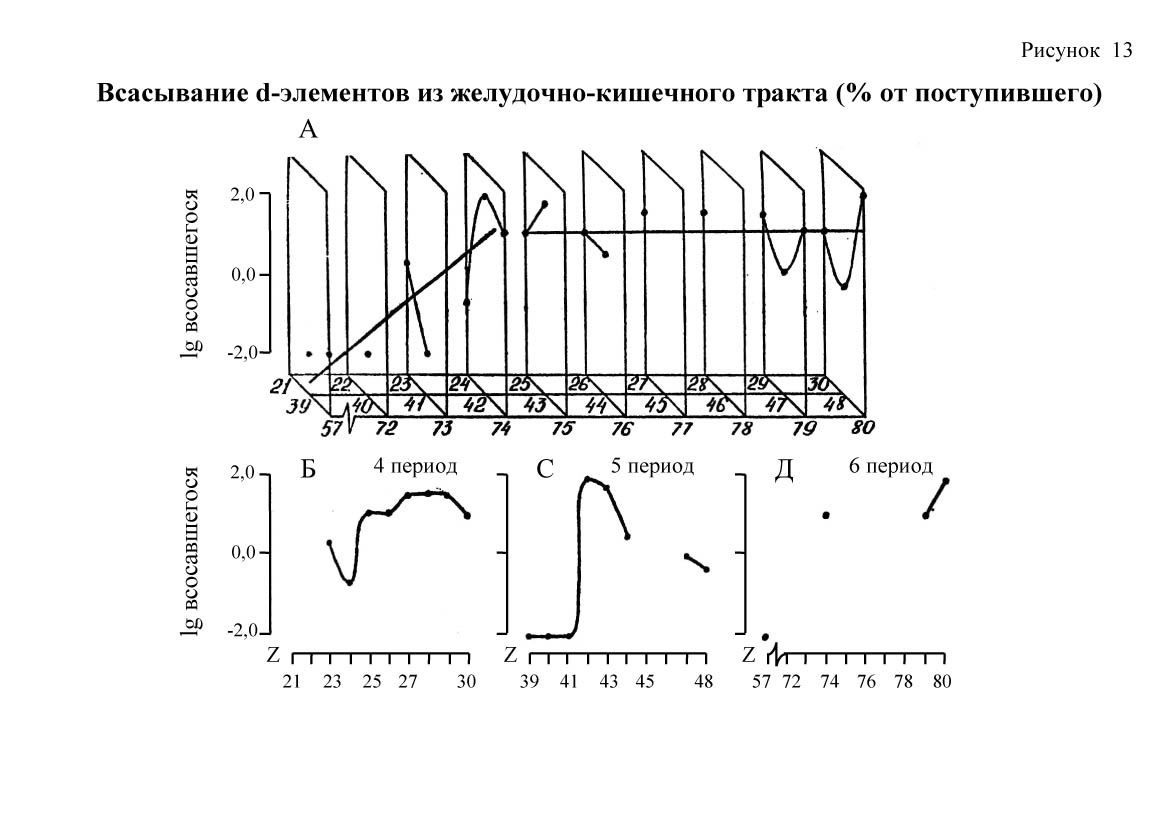 Рисунок 13
Всасывание d-элементов из желудочно-кишечного тракта (% от поступившего)
А
lg всосавшегося
2,0
0,0
-2,0
21 22 23 24 25 26 27 28 29 30
39 40 41 42 43 44 45 46 47 48
57 72 73 74 75 76 77 78 79 80
Б 4 период
С 5 период
Д 6 период
lg всосавшегося
2,0
0,0
-2,0
Z Z Z
21 23 25 27 30
39 41 43 45 48
57 72 74 76 78 80